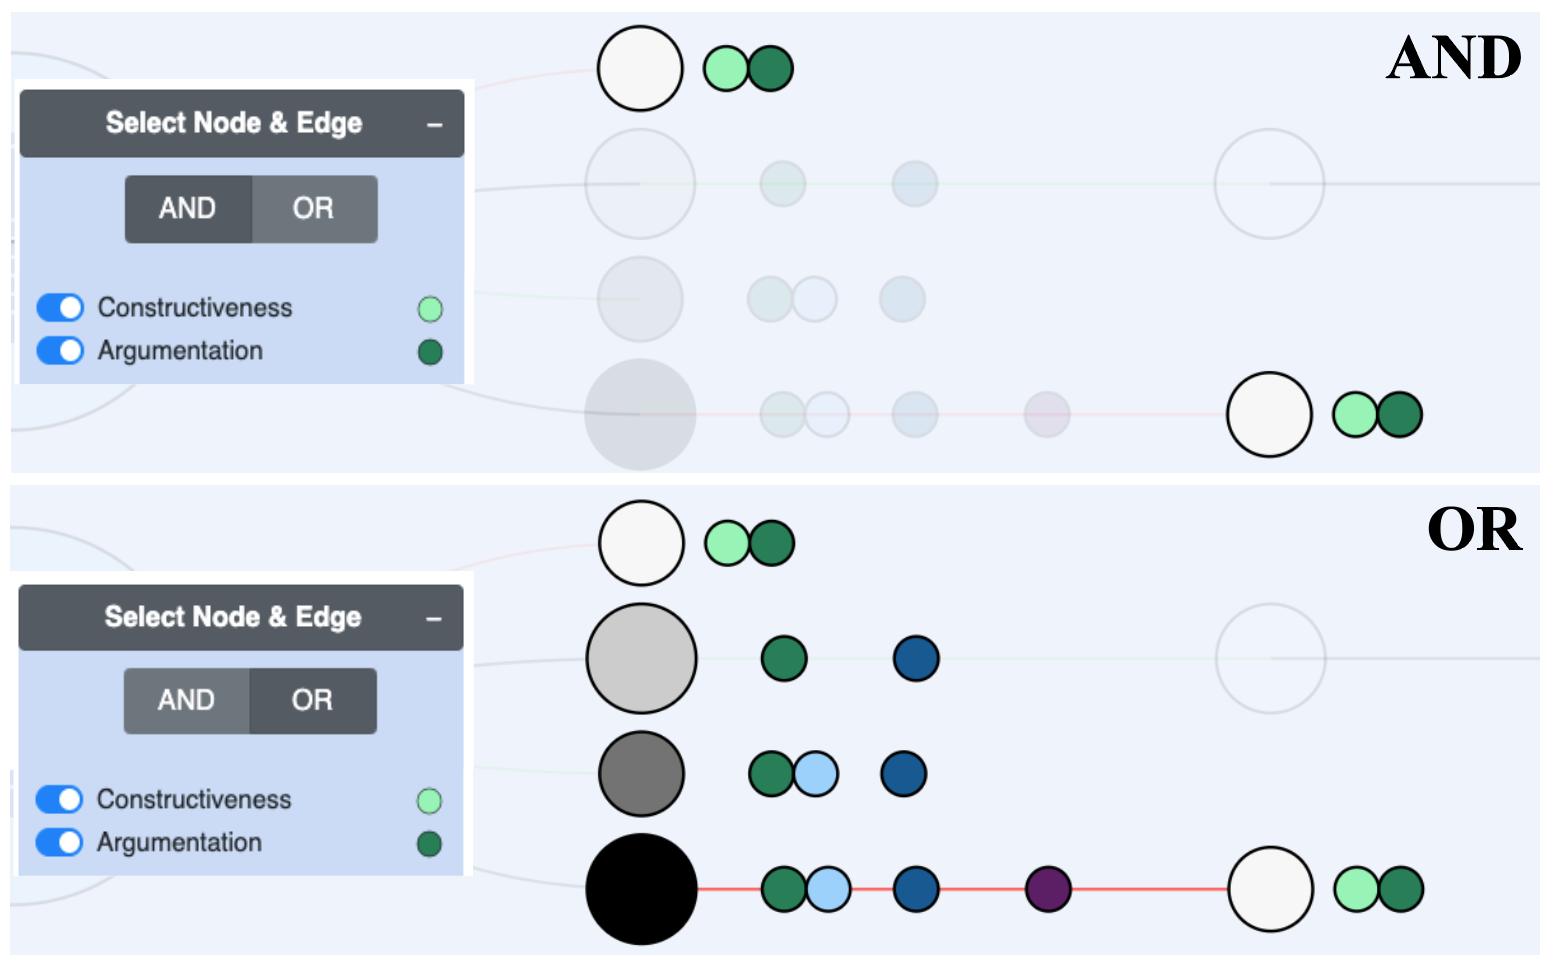 AND
Select Node & Edge –
AND OR
Constructiveness
Argumentation
OR
Select Node & Edge –
AND OR
Constructiveness
Argumentation